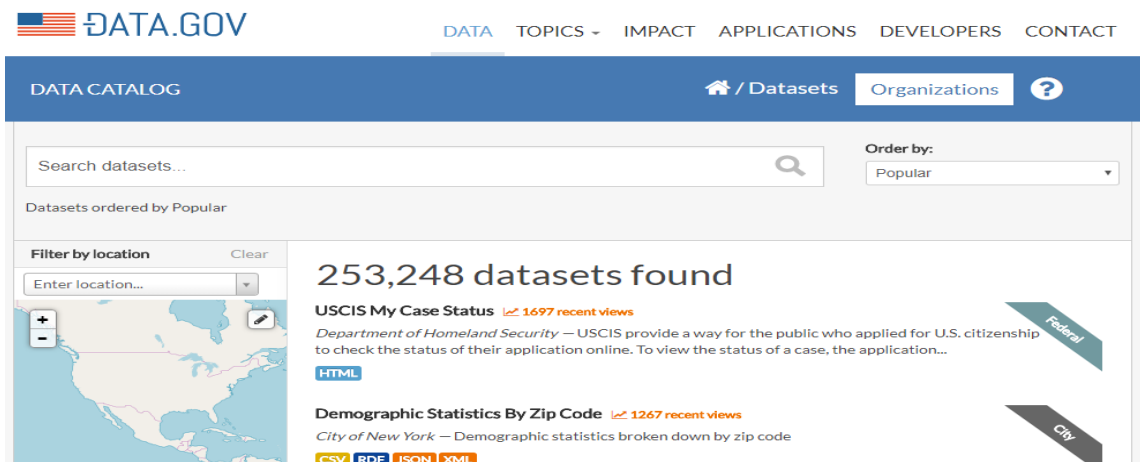 DATA.GOV
DATA TOPICS IMPACT APPLICATIONS DEVELOPERS CONTACT
DATA CATALOG
/ Datasets Organizations ?
Search datasets...
Order by:
Popular
Datasets ordered by Popular
Filter by location Clear
Enter location...
+
-
253,248 datasets found
USCIS My Case Status 1697 recent views
Department of Homeland Security — USCIS provide a way for the public who applied for U.S. citizenship
to check the status of their application online. To view the status of a case, the application...
HTML
Federal
Demographic Statistics By Zip Code 1267 recent views
City of New York — Demographic statistics broken down by zip code
CSV RDF JSON XML
City